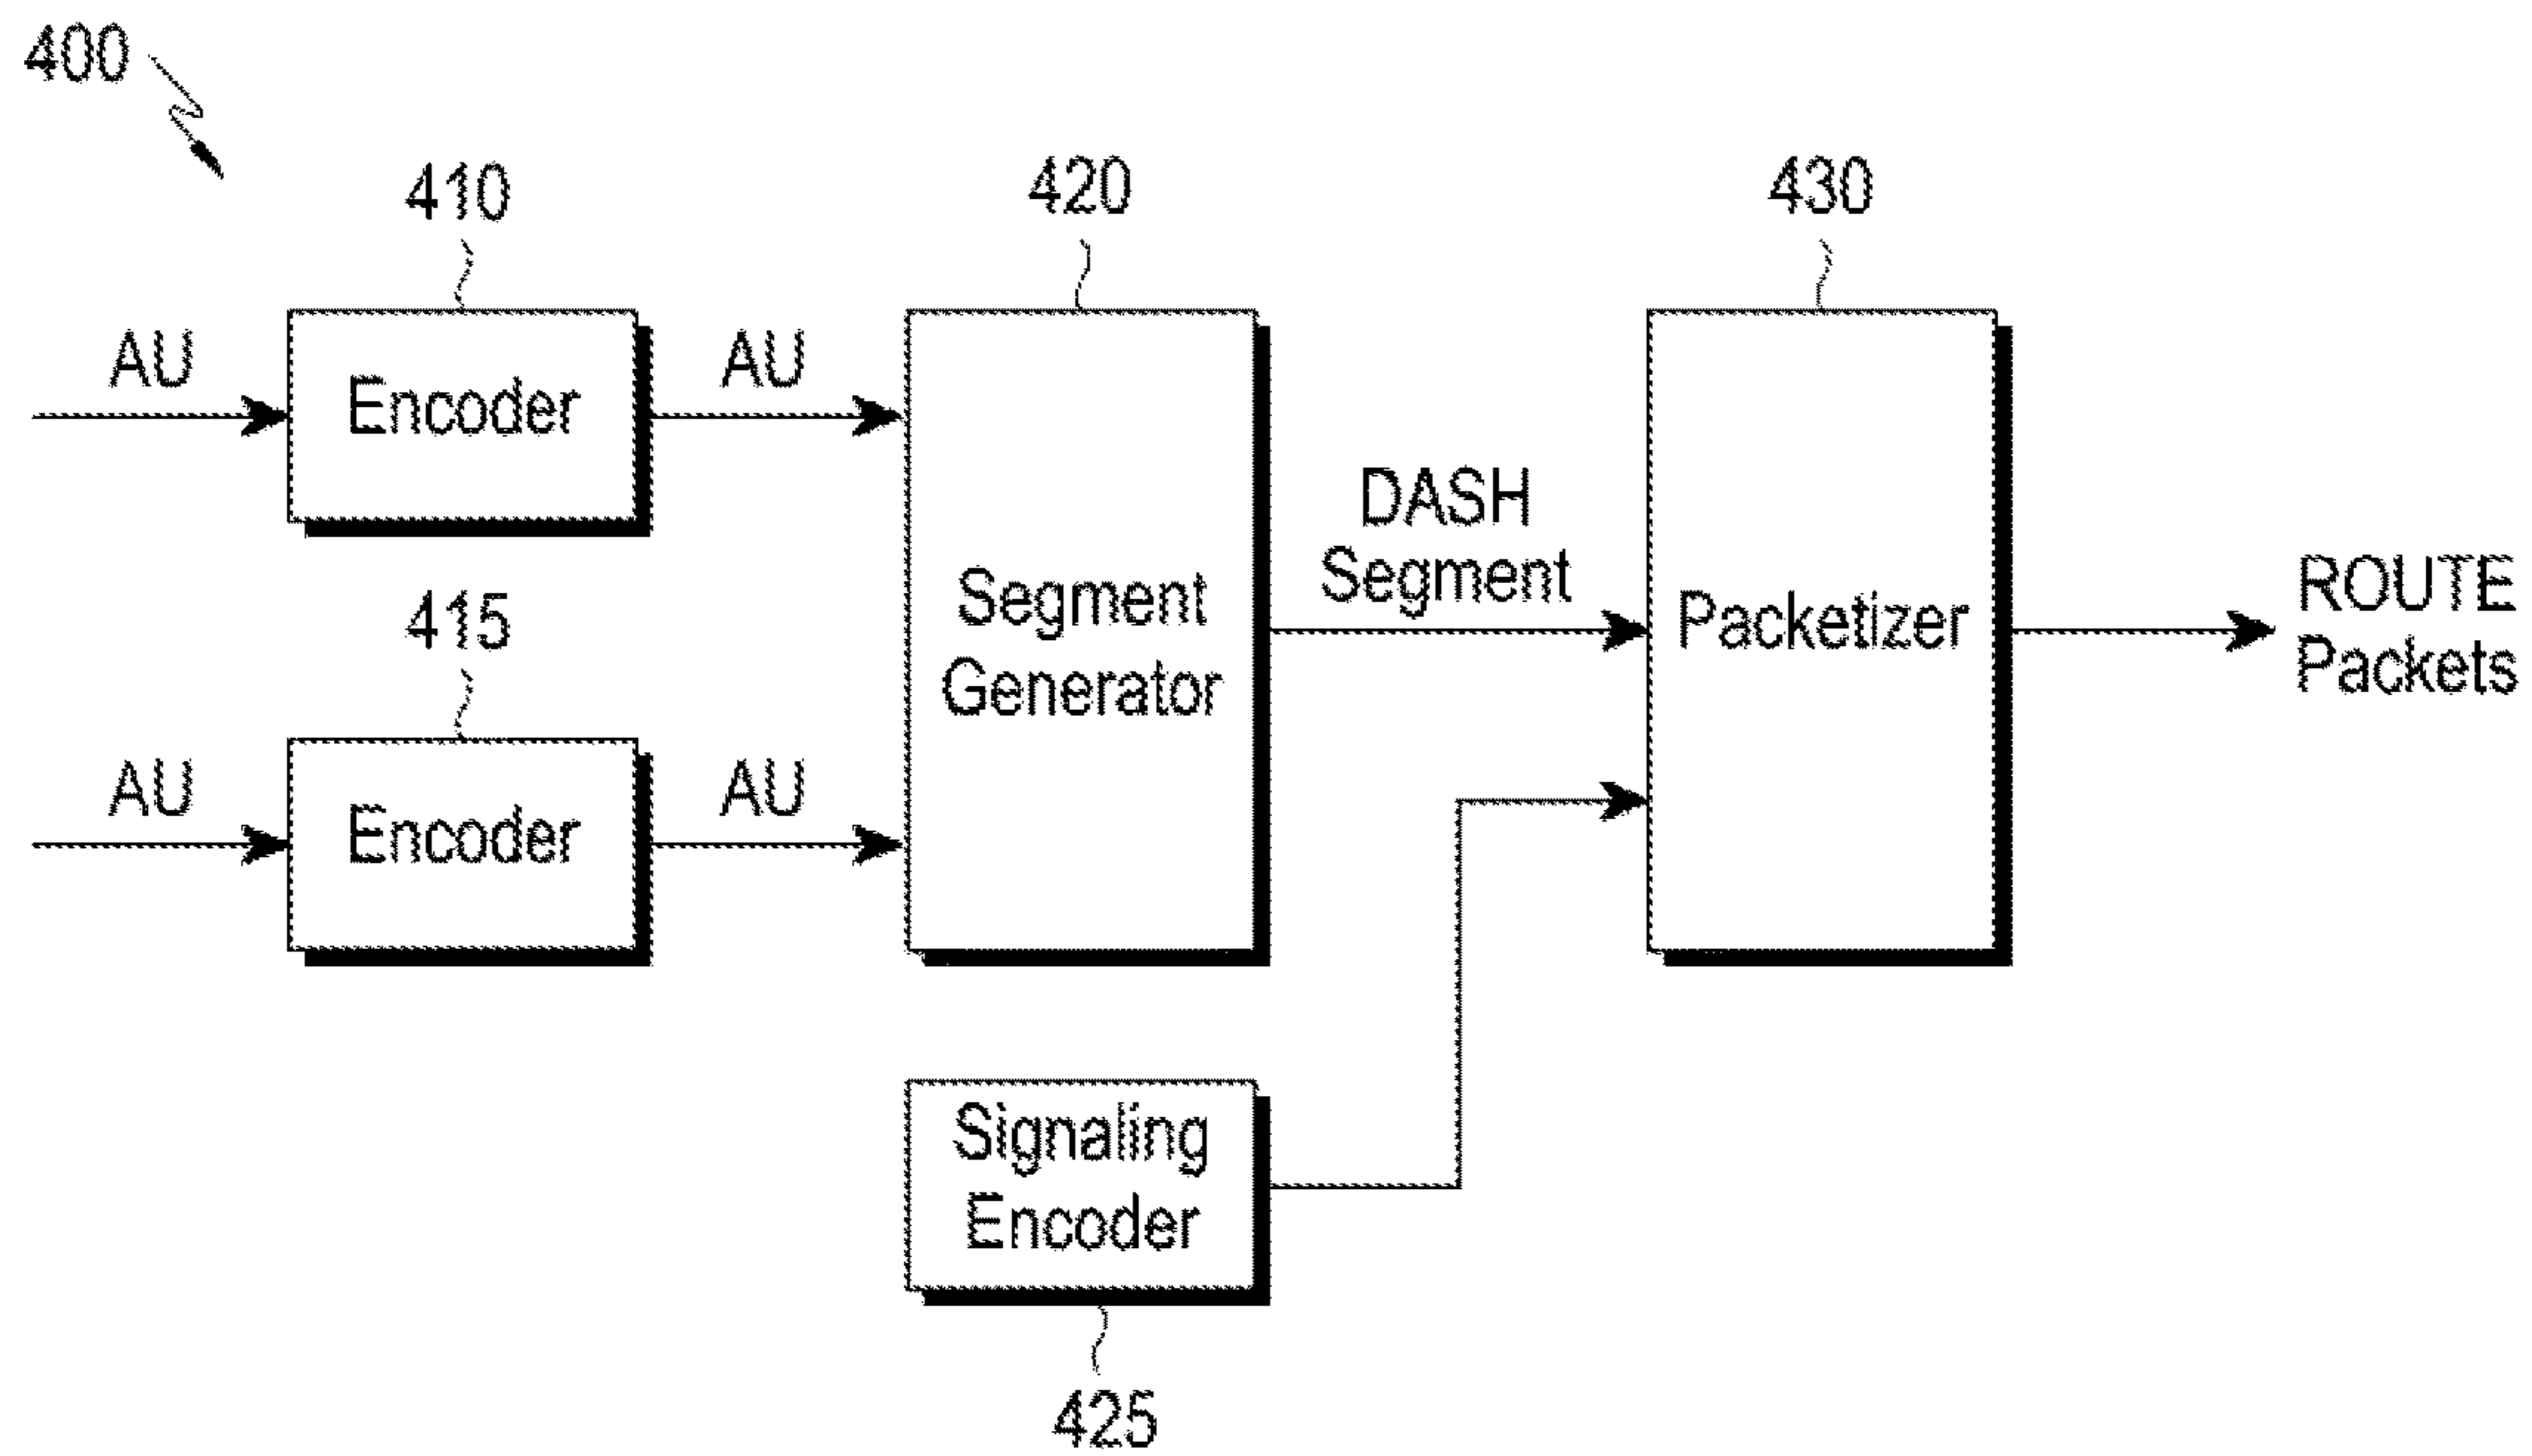 400
410
420
430
AU
Encoder
AU
DASH
Segment
ROUTE
Packets
Segment
Generator
Packetizer
415
AU
Encoder
AU
Signaling
Encoder
425